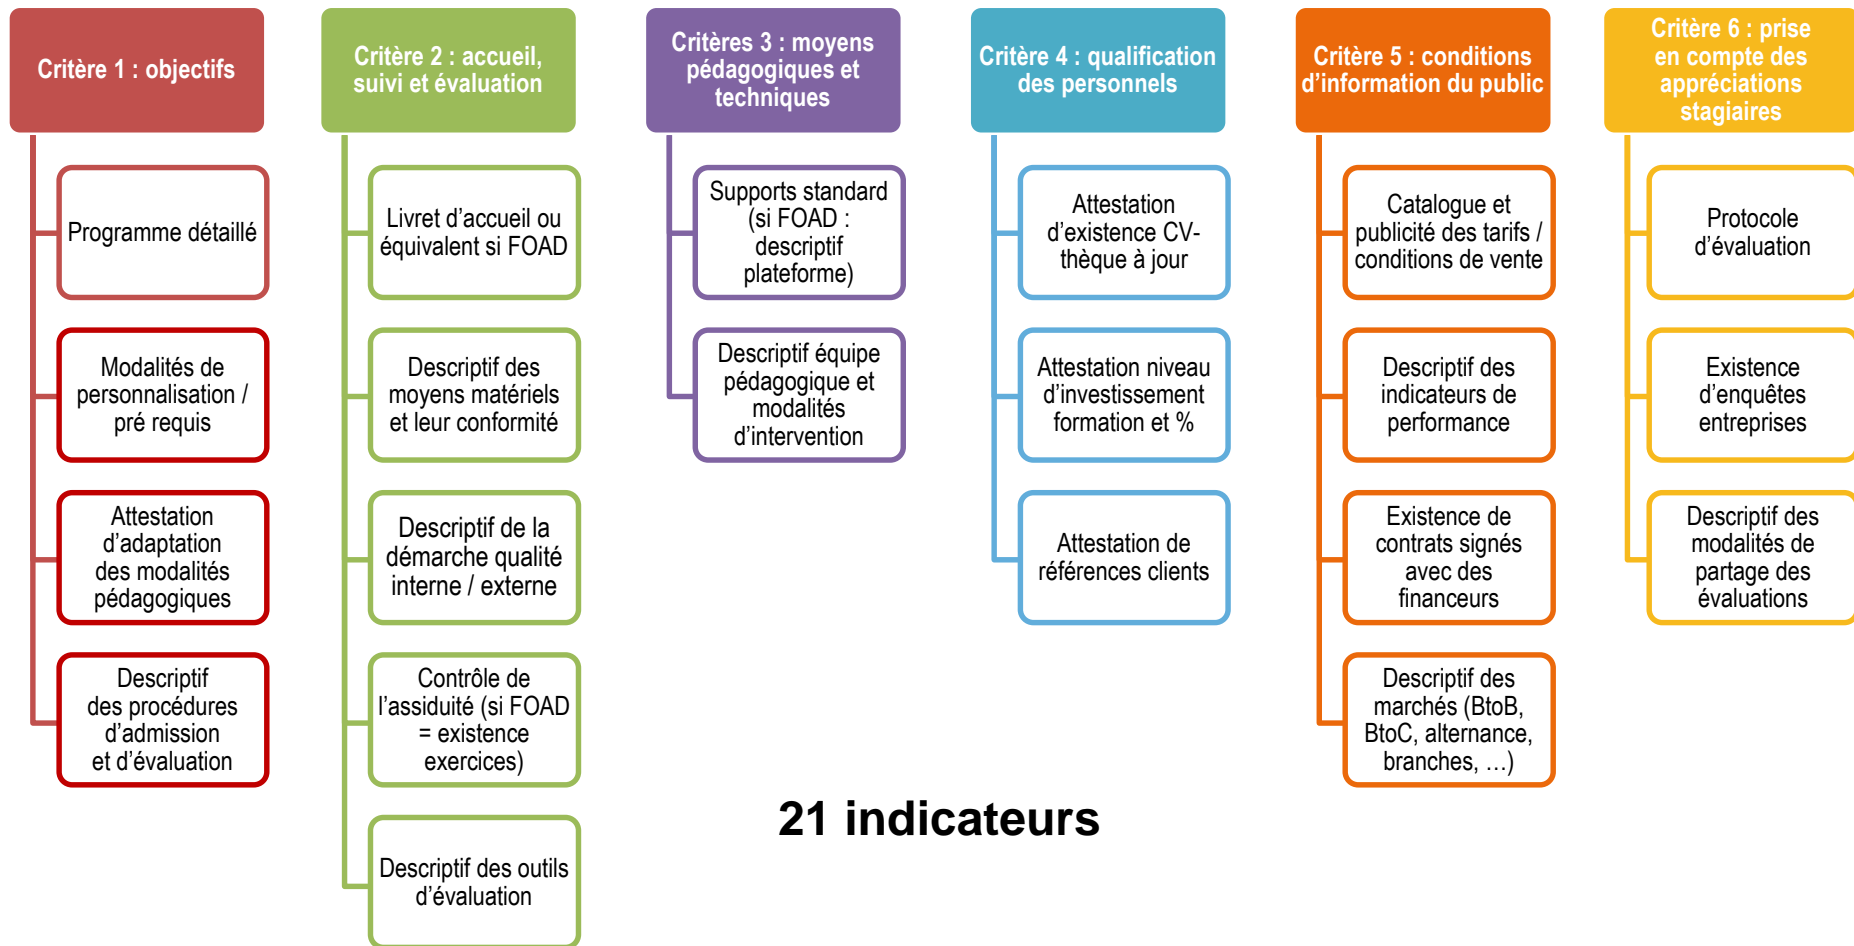 Critère 1 : objectifs
Programme détaillé
Modalités de
personnalisation /
pré requis
Attestation
d'adaptation
des modalités
pédagogiques
Descriptif
des procédures
d'admission
et d'évaluation
Critère 2 : accueil,
suivi et évaluation
Livret d'accueil ou
équivalent si FOAD
Descriptif des
moyens matériels
et leur conformité
Descriptif de la
démarche qualité
interne / externe
Contrôle de
l'assiduité (si FOAD
= existence
exercices)
Descriptif des outils
d'évaluation
Critères 3 : moyens
pédagogiques et
techniques
Supports standard
(si FOAD :
descriptif
plateforme)
Descriptif équipe
pédagogique et
modalités
d'intervention
Critère 4 : qualification
des personnels
Attestation
d'existence CV-
thèque à jour
Attestation niveau
d'investissement
formation et %
Attestation de
références clients
Critère 5 : conditions
d'information du public
Catalogue et
publicité des tarifs /
conditions de vente
Descriptif des
indicateurs de
performance
Existence de
contrats signés
avec des
financeurs
Descriptif des
marchés (BtoB,
BtoC, alternance,
branches, …)
Critère 6 : prise
en compte des
appréciations
stagiaires
Protocole
d'évaluation
Existence
d'enquêtes
entreprises
Descriptif des
modalités de
partage des
évaluations
21 indicateurs